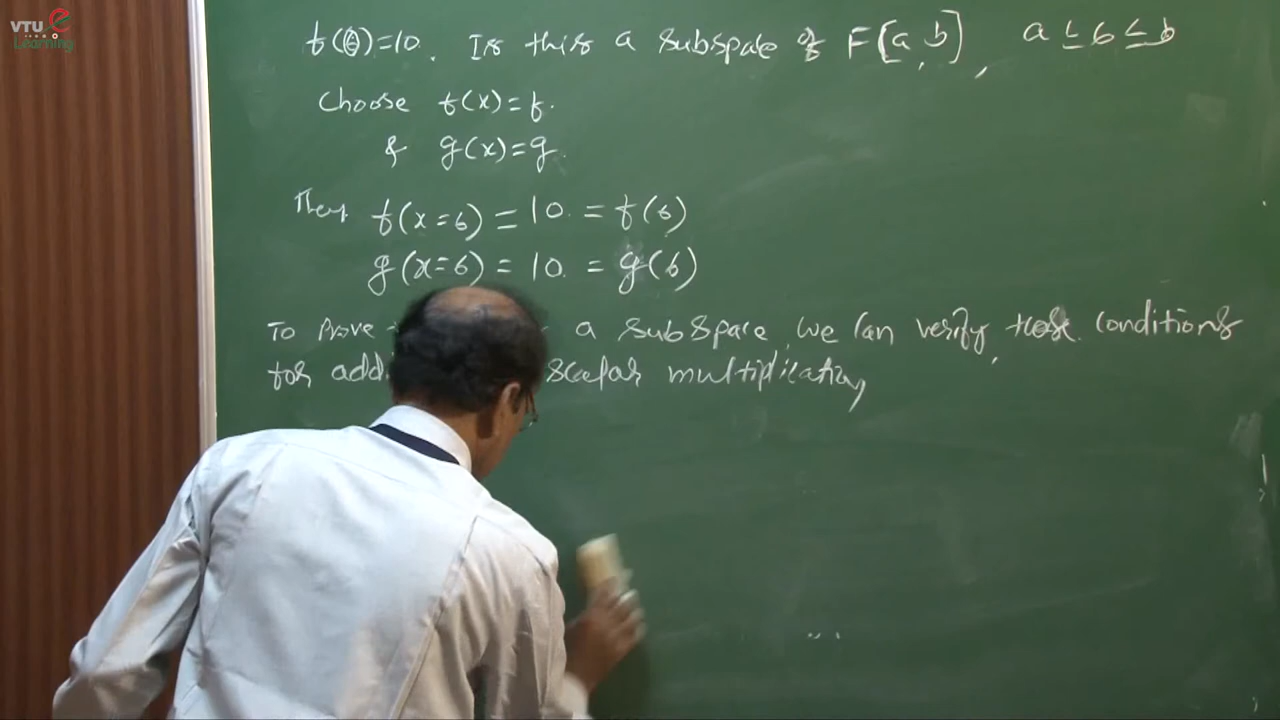 VTU e
Learning
f(6)=10. Is this a subspace of F[a, b], a ≤ 6 ≤ b
Choose f(x)=f.
& g(x)=g.
Then f(x=6) = 10. = f(6)
g(x=6) = 10. = g(6)
To Prove a subspace, we can verify conditions
for add scalar multiplication,